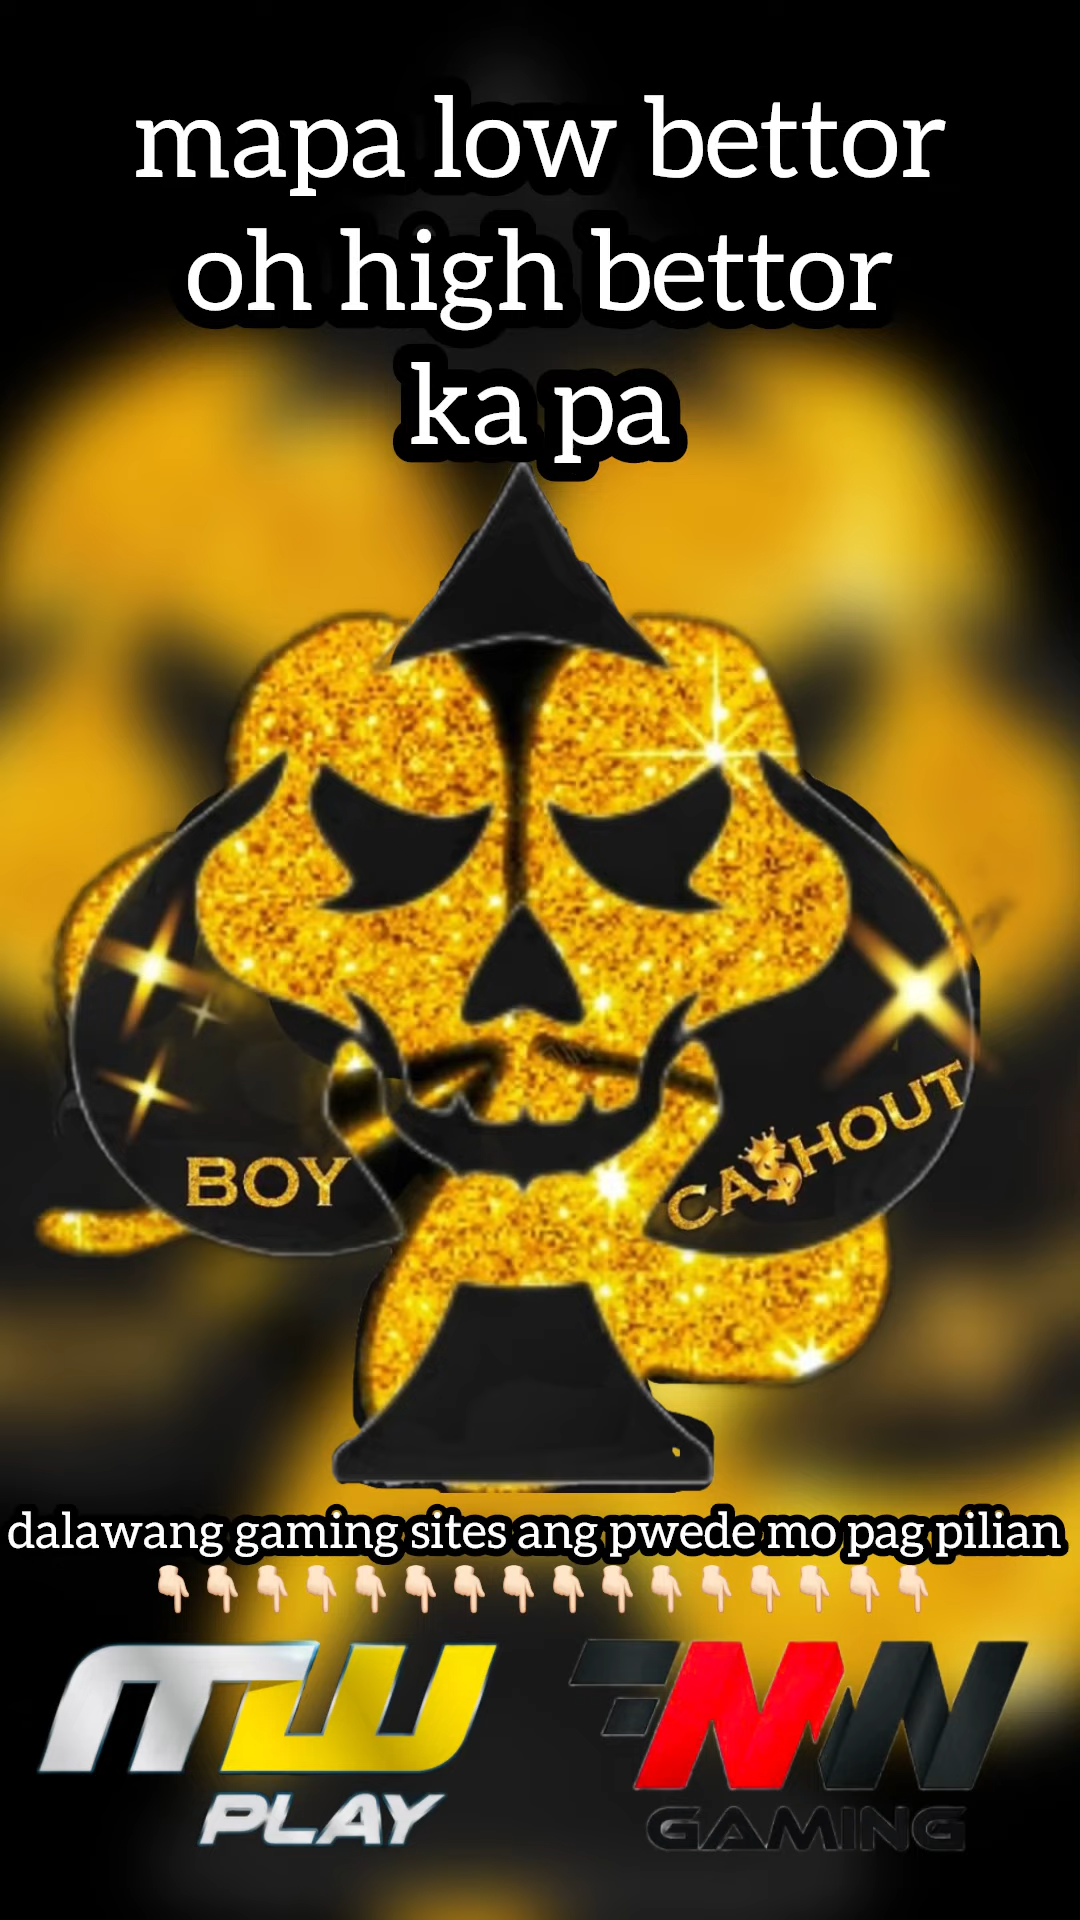 mapa low bettor
oh high bettor
ka pa
BOY
CA$HOUT
dalawang gaming sites ang pwede mo pag pilian
👇🏻👇🏻👇🏻👇🏻👇🏻👇🏻👇🏻👇🏻👇🏻👇🏻👇🏻👇🏻👇🏻👇🏻👇🏻👇🏻
MW
PLAY
NN
GAMING